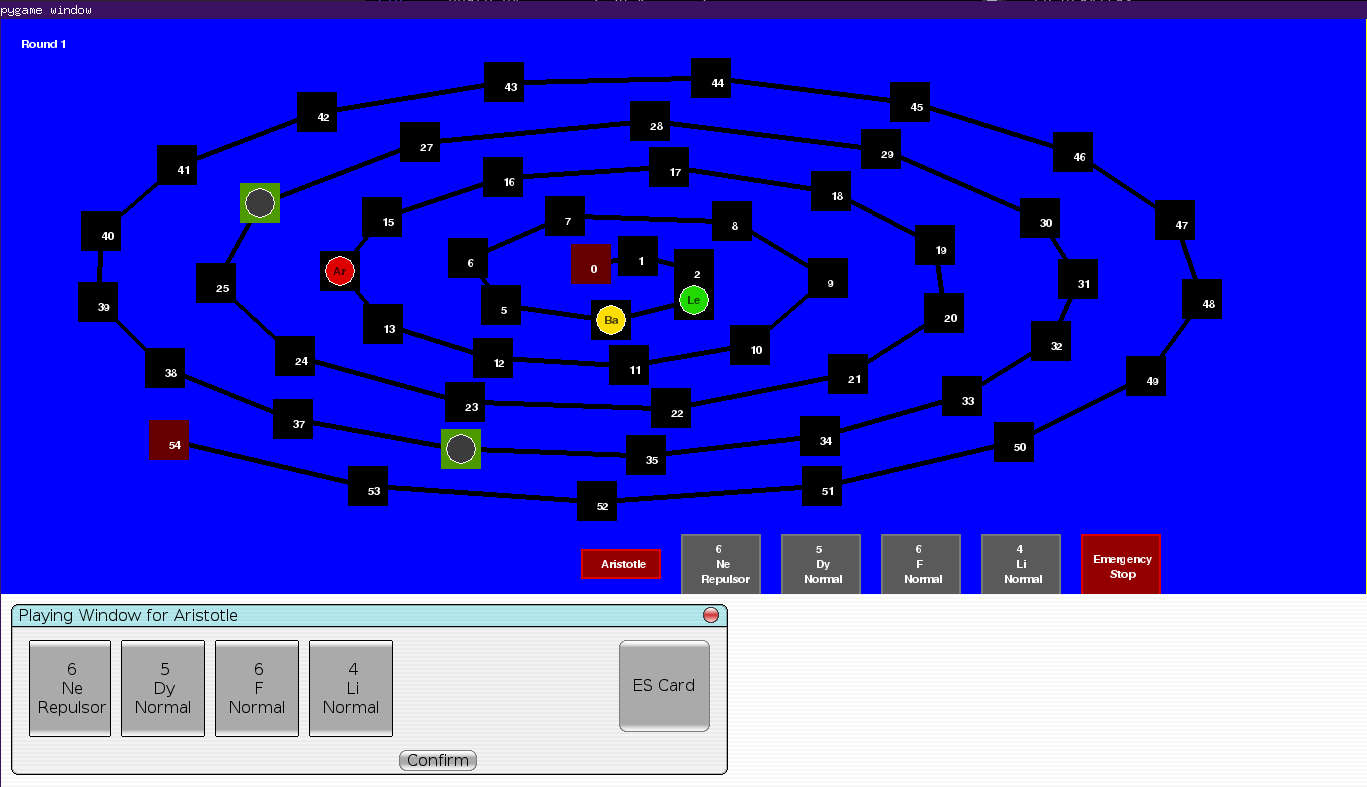 pygame window
Round 1
43
44
42
45
27
28
29
46
41
16
17
18
15
7
8
30
47
40
6
0
1
2
19
Ar
25
9
31
Le
39
5
Ba
20
48
13
12
11
10
32
24
38
21
49
23
22
33
37
54
35
34
50
53
52
51
Aristotle
6
Ne
Repulsor
5
Dy
Normal
6
F
Normal
4
Li
Normal
Emergency
Stop
Playing Window for Aristotle
6
Ne
Repulsor
5
Dy
Normal
6
F
Normal
4
Li
Normal
ES Card
Confirm